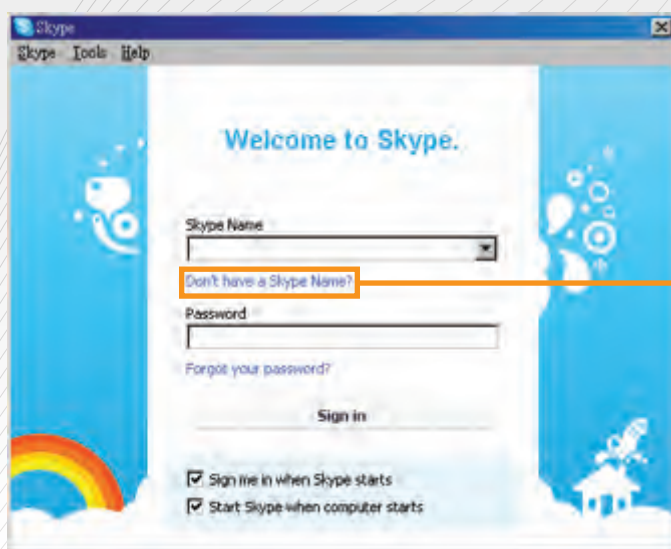 Skype
Skype Tools Help
Welcome to Skype.
Skype Name
Don't have a Skype Name?
Password
Forgot your password?
Sign in
Sign me in when Skype starts
Start Skype when computer starts